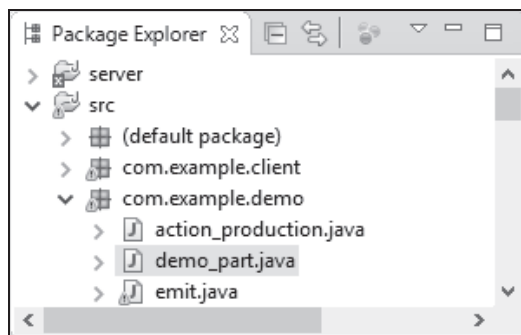 Package Explorer
server
src
(default package)
com.example.client
com.example.demo
action_production.java
demo_part.java
emit.java